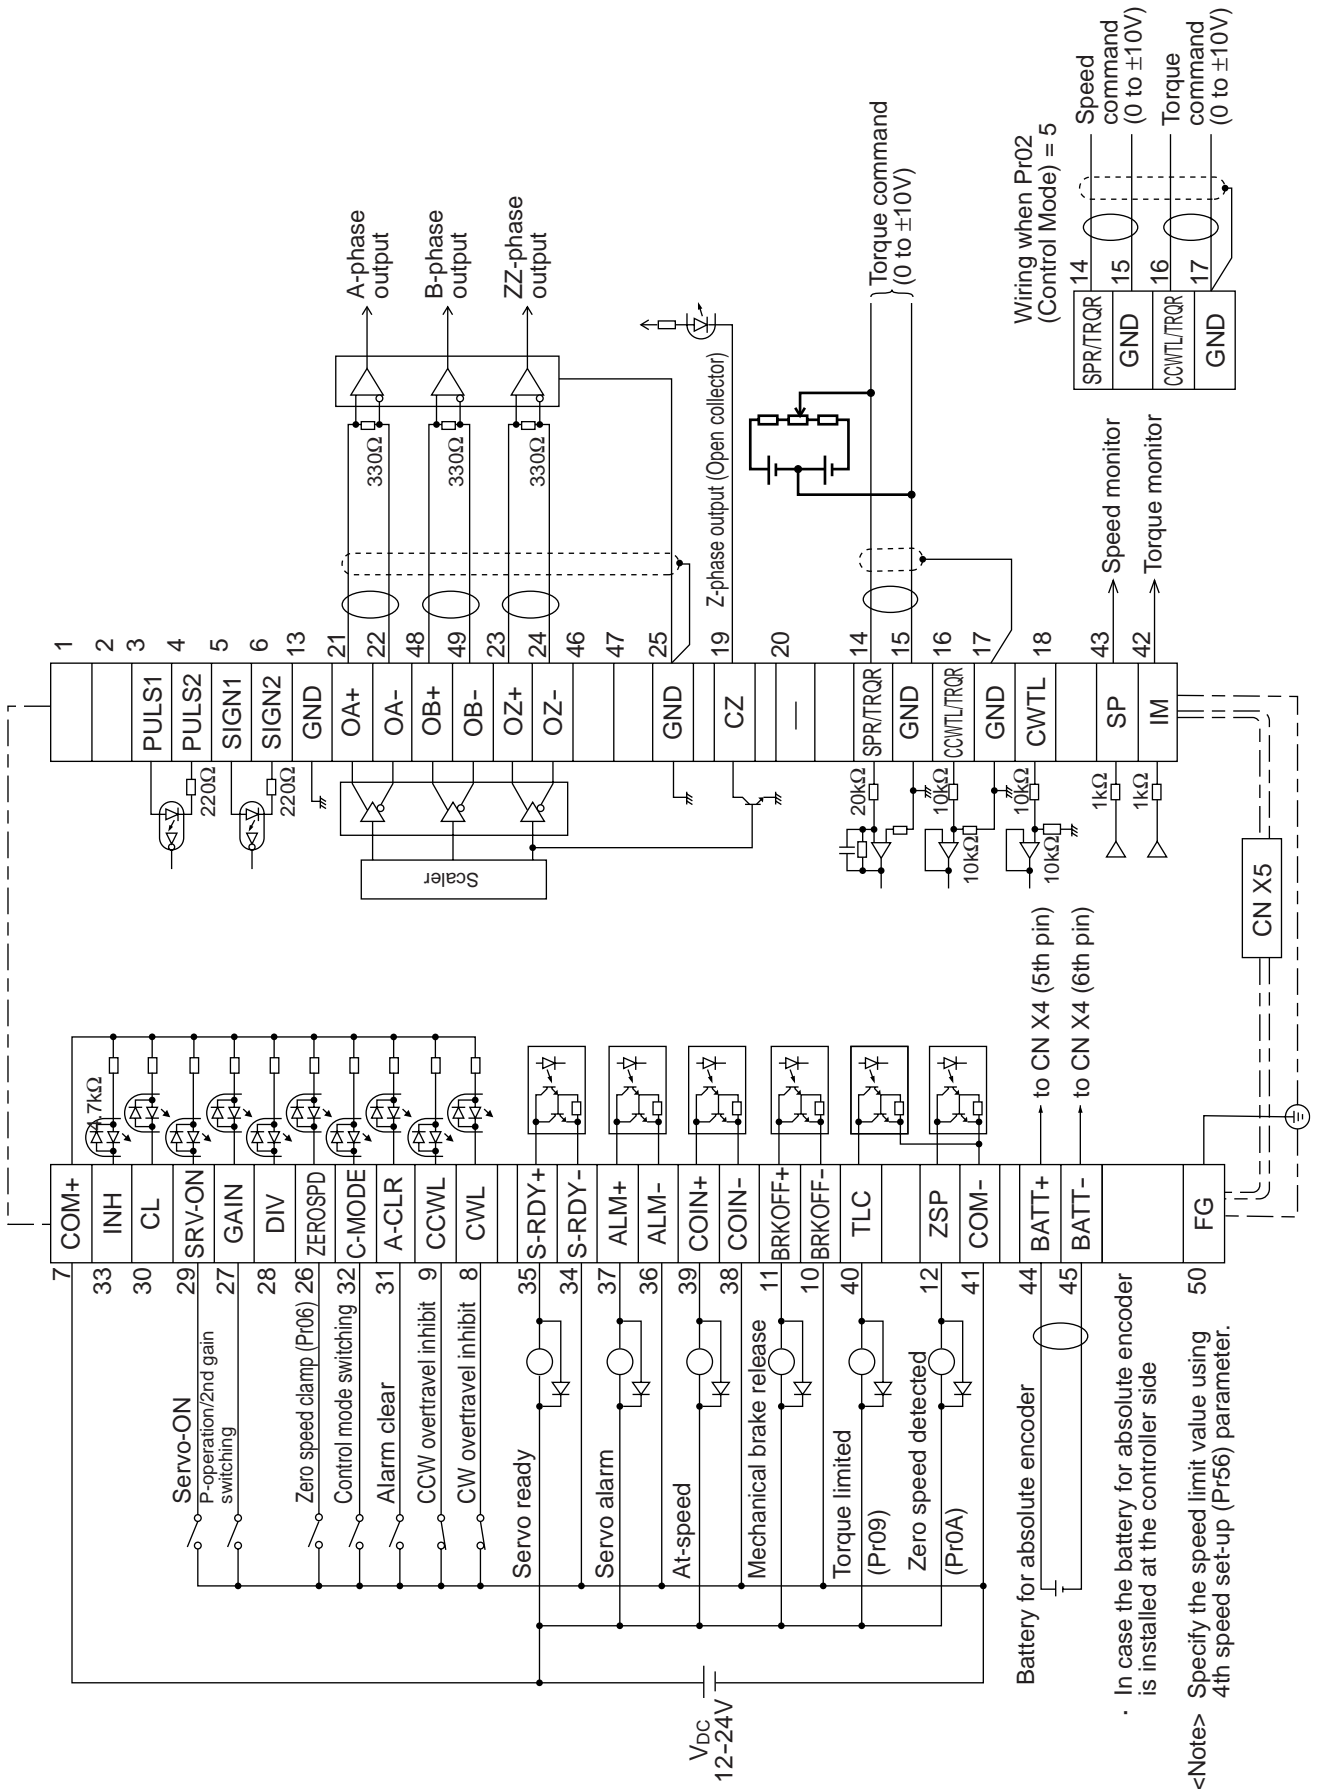 VDC
12-24V
Servo-ON
P-operation/2nd gain
switching
Zero speed clamp (Pr06)
Control mode switching
Alarm clear
CCW overtravel inhibit
CW overtravel inhibit
Servo ready
Servo alarm
At-speed
Mechanical brake release
Torque limited
(Pr09)
Zero speed detected
(Pr0A)
Battery for absolute encoder
· In case the battery for absolute encoder
is installed at the controller side
<Note> Specify the speed limit value using
4th speed set-up (Pr56) parameter.
7 COM+
33 INH
30 CL
29 SRV-ON
27 GAIN
28 DIV
26 ZEROSPD
32 C-MODE
31 A-CLR
9 CCWL
8 CWL
35 S-RDY+
34 S-RDY-
37 ALM+
36 ALM-
39 COIN+
38 COIN-
11 BRKOFF+
10 BRKOFF-
40 TLC
12 ZSP
41 COM-
44 BATT+
45 BATT-
50 FG
4.7kΩ
to CN X4 (5th pin)
to CN X4 (6th pin)
CN X5
Scaler
220Ω
220Ω
20kΩ
10kΩ
10kΩ
10kΩ
10kΩ
1kΩ
1kΩ
1
2
PULS1 3
PULS2 4
SIGN1 5
SIGN2 6
GND 13
OA+ 21
OA- 22
OB+ 48
OB- 49
OZ+ 23
OZ- 24
46
47
GND 25
CZ 19
— 20
SPR/TRQR 14
GND 15
CCWTL/TRQR 16
GND 17
CWTL 18
SP 43
IM 42
330Ω
330Ω
330Ω
A-phase
output
B-phase
output
ZZ-phase
output
Z-phase output (Open collector)
Torque command
(0 to ±10V)
Speed monitor
Torque monitor
Wiring when Pr02
(Control Mode) = 5
SPR/TRQR 14
GND 15
CCWTL/TRQR 16
GND 17
Speed
command
(0 to ±10V)
Torque
command
(0 to ±10V)